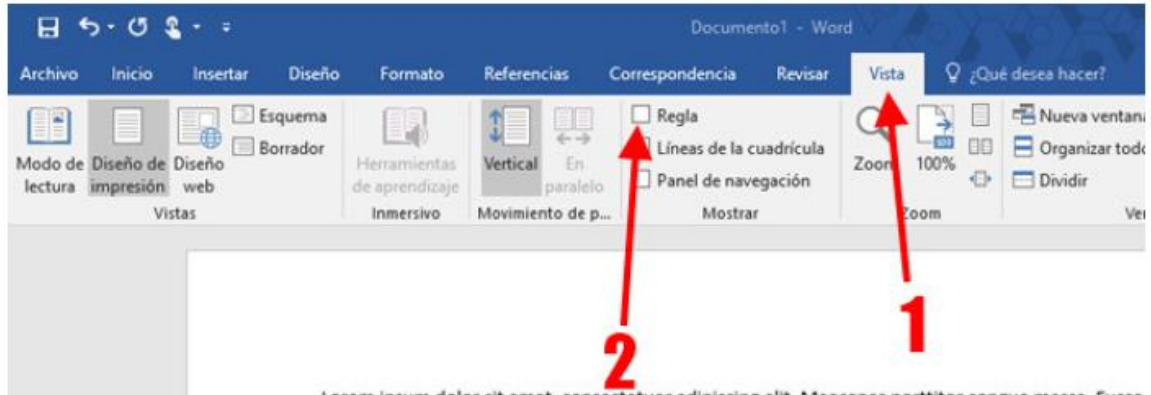 Documento1 - Word
Archivo Inicio Insertar Diseño Formato Referencias Correspondencia Revisar Vista ¿Qué desea hacer?
Modo de lectura
Diseño de impresión
Diseño web
Esquema
Borrador
Vistas
Herramientas de aprendizaje
Inmersivo
Vertical
En paralelo
Movimiento de p...
Regla
Líneas de la cuadrícula
Panel de navegación
Mostrar
Zoom
100%
Zoom
Nueva ventana
Organizar todo
Dividir
1
2